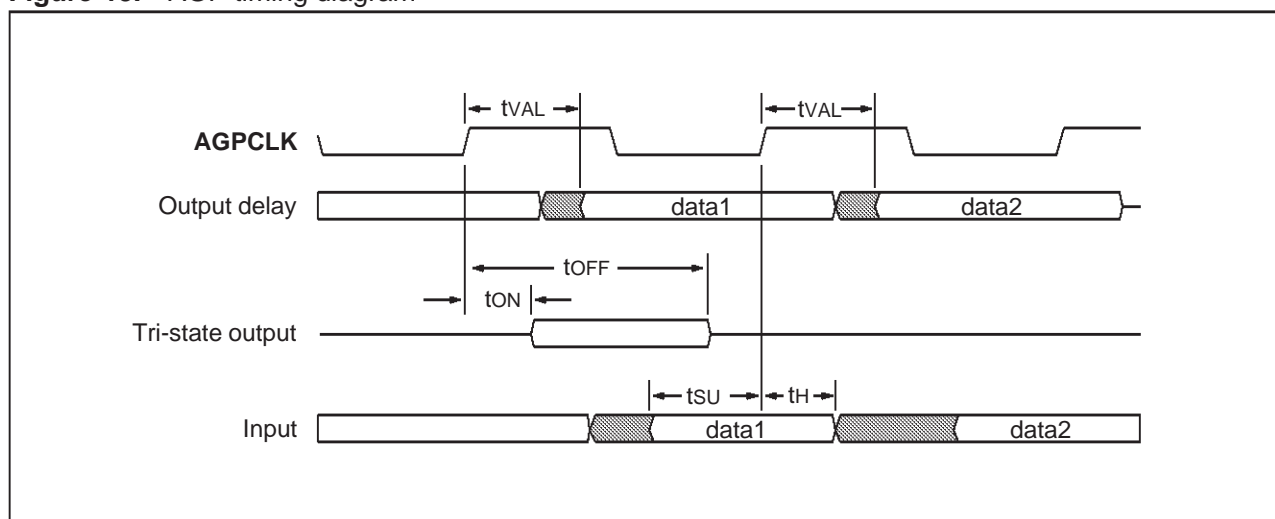 tVAL tVAL
AGPCLK
Output delay data1 data2
tOFF
tON
Tri-state output
tSU tH
Input data1 data2